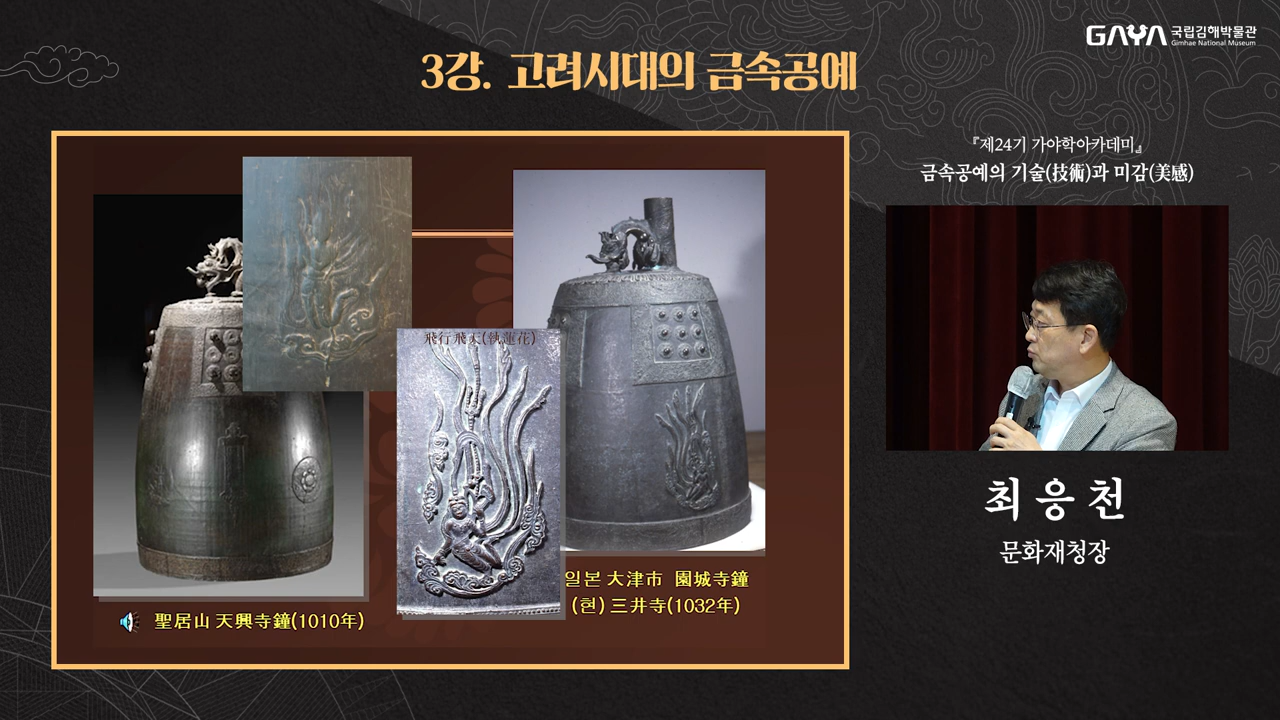 GAYA 국립김해박물관
Gimhae National Museum
3강. 고려시대의 금속공예
『제24기 가야학아카데미』
금속공예의 기술(技術)과 미감(美感)
飛行飛天(執蓮花)
일본 大津市 園城寺鐘
(현) 三井寺(1032年)
聖居山 天興寺鐘(1010年)
최응천
문화재청장